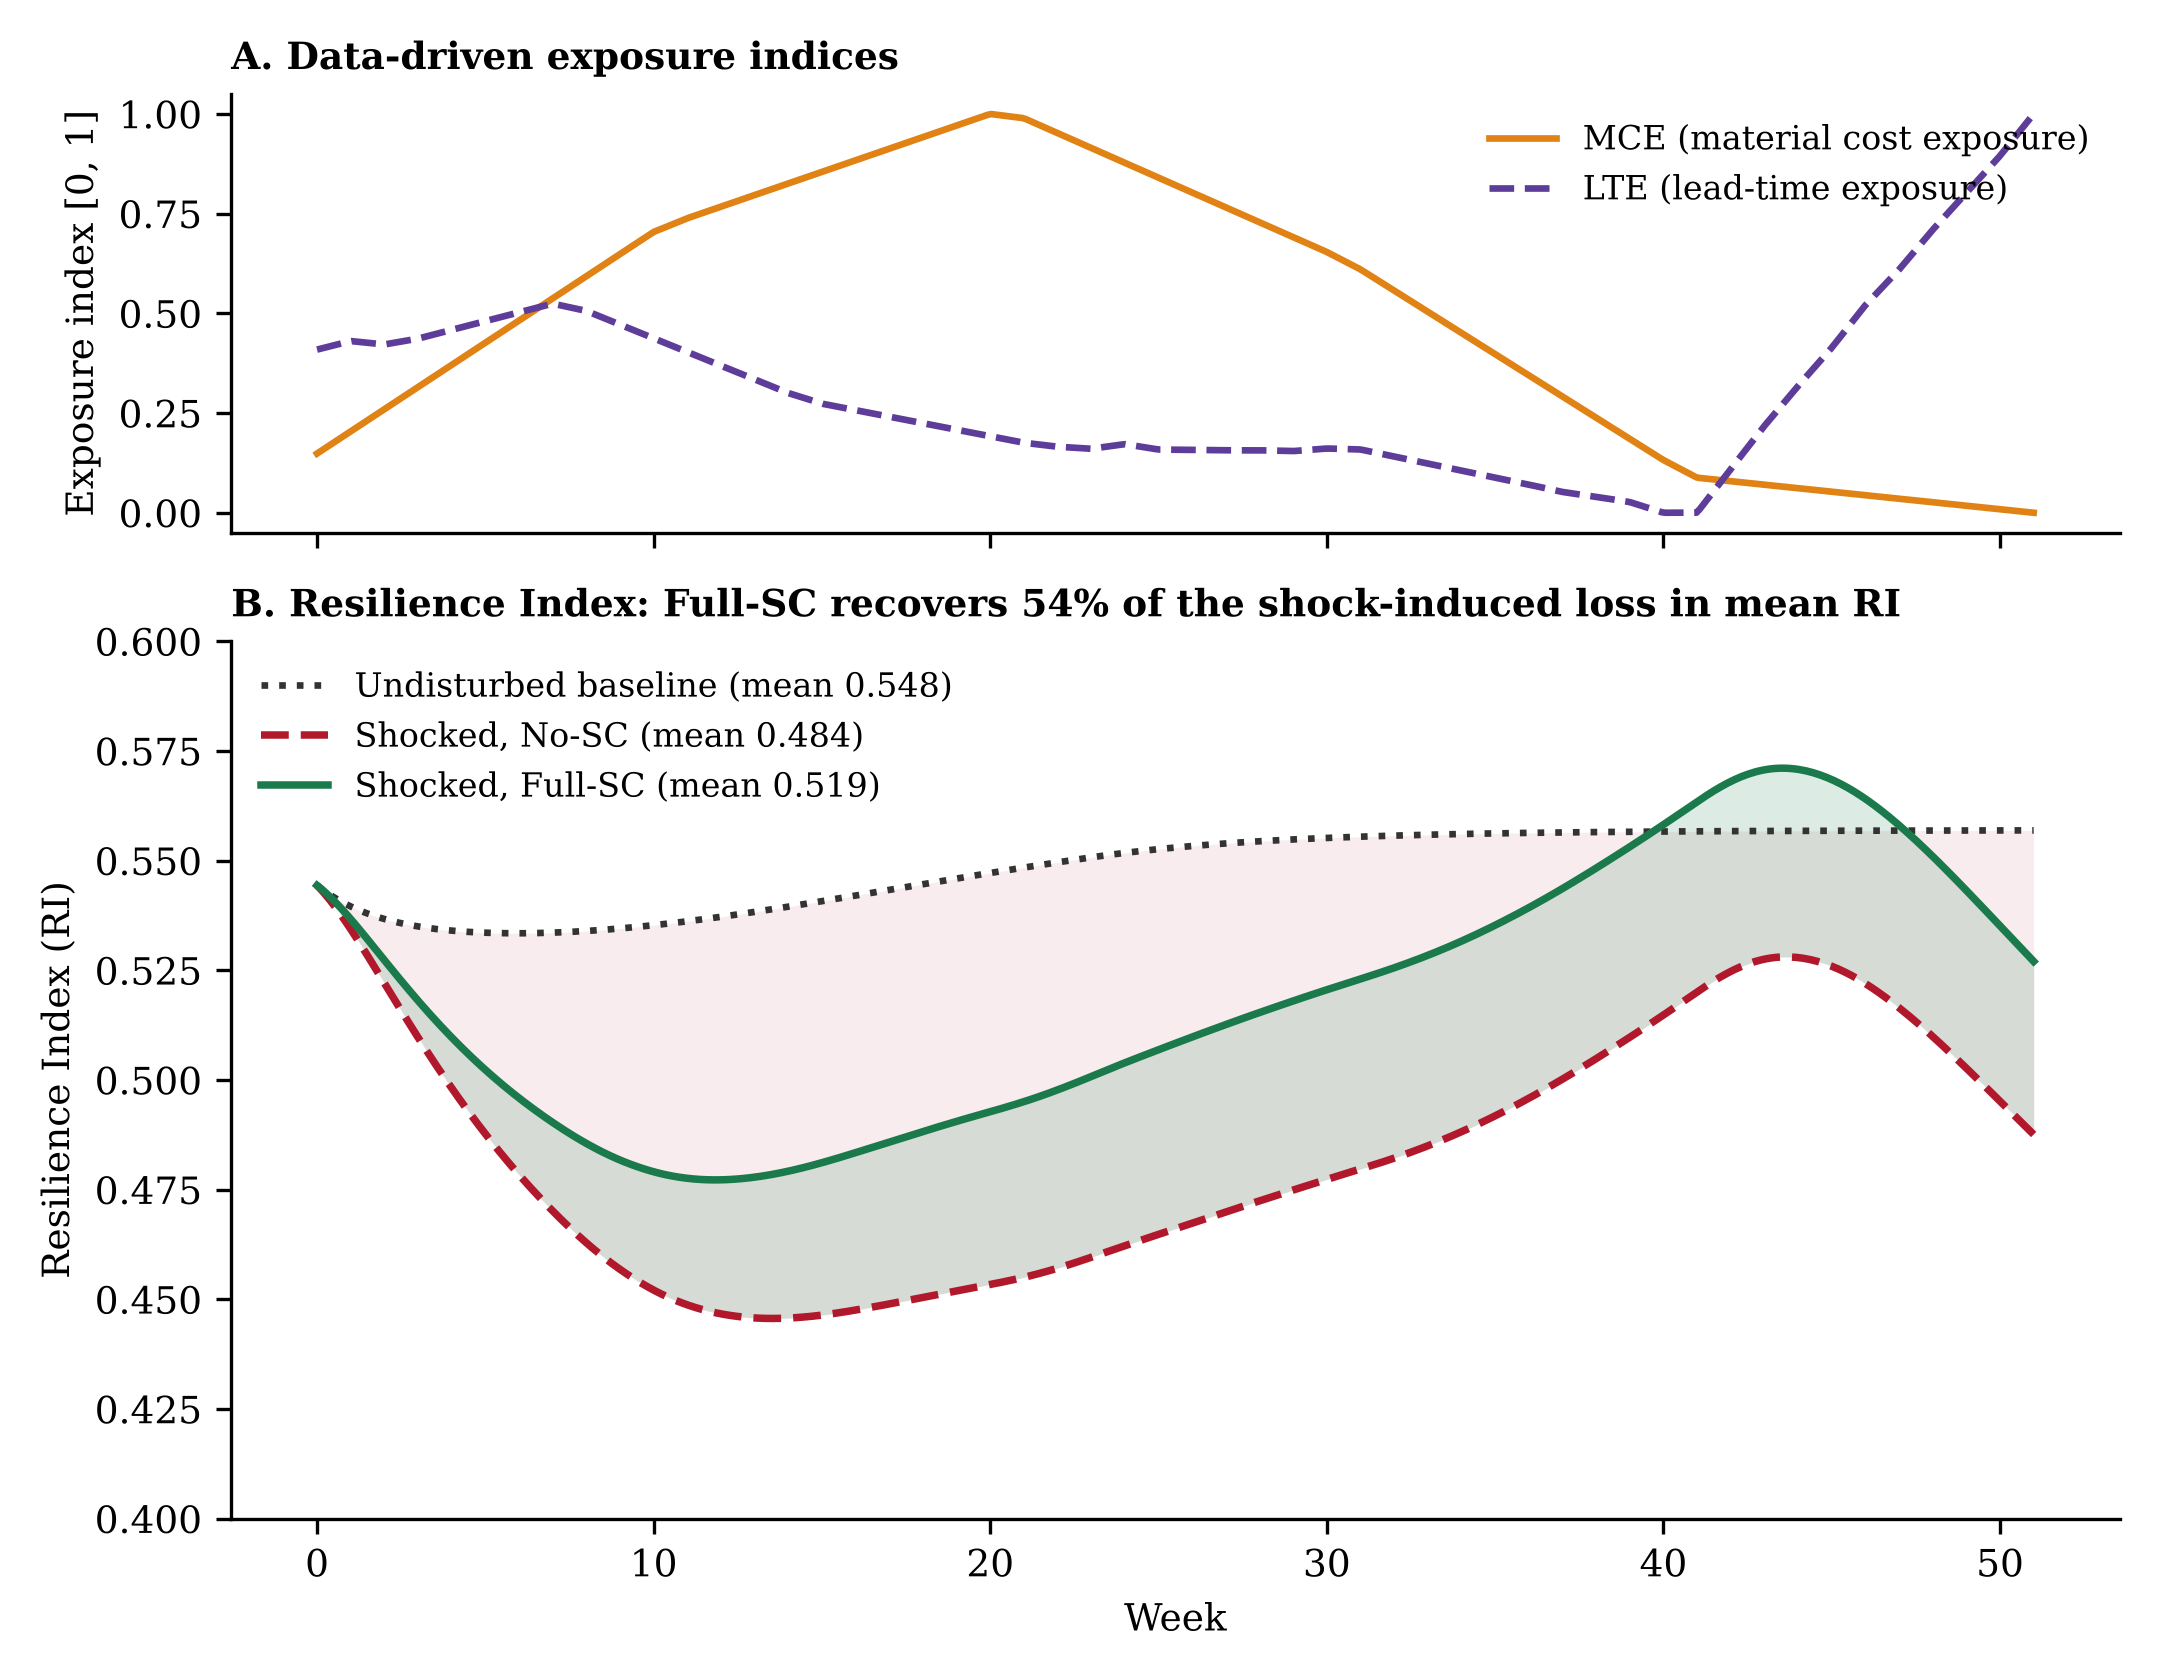 A. Data-driven exposure indices
Exposure index [0, 1]
1.00
0.75
0.50
0.25
0.00
MCE (material cost exposure)
LTE (lead-time exposure)
B. Resilience Index: Full-SC recovers 54% of the shock-induced loss in mean RI
Resilience Index (RI)
0.600
0.575
0.550
0.525
0.500
0.475
0.450
0.425
0.400
Undisturbed baseline (mean 0.548)
Shocked, No-SC (mean 0.484)
Shocked, Full-SC (mean 0.519)
0 10 20 30 40 50
Week